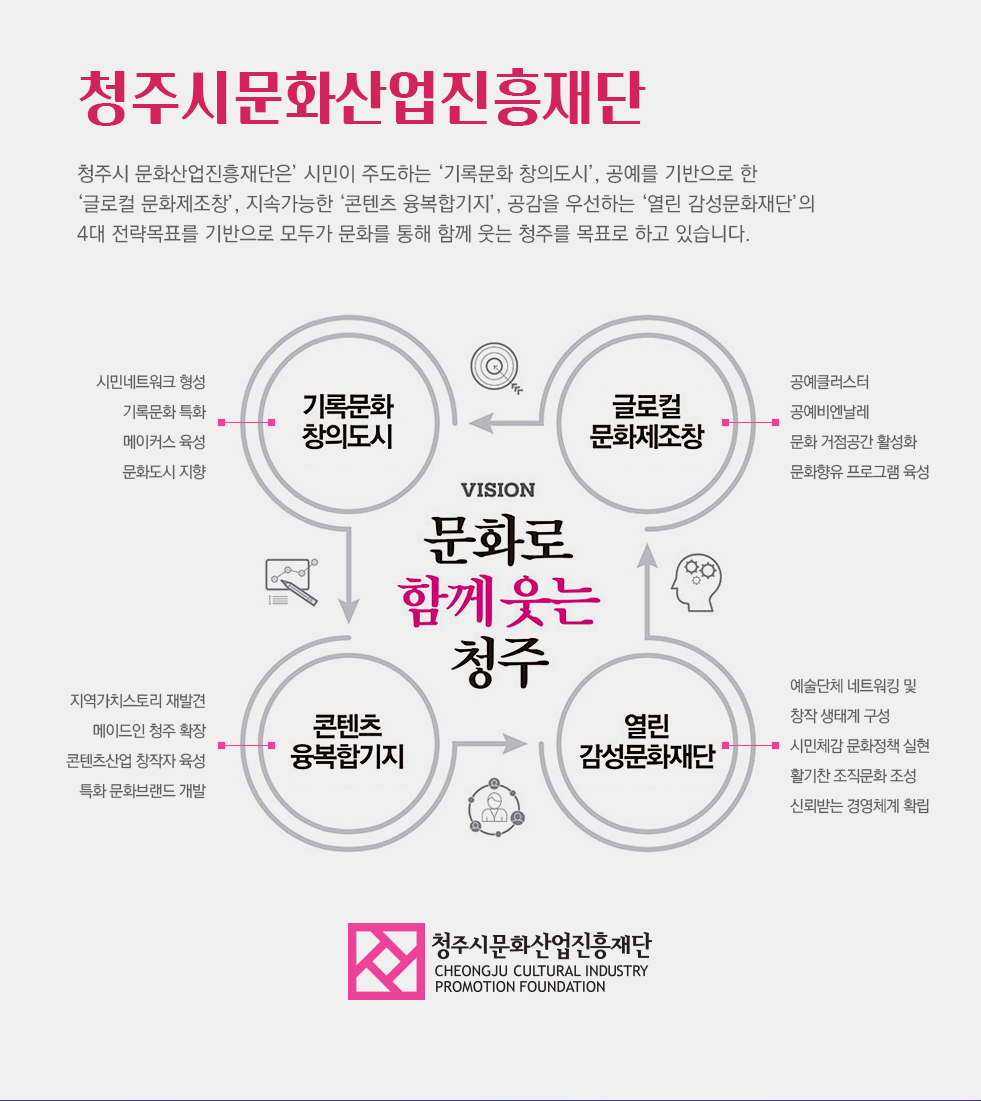 청주시문화산업진흥재단
청주시 문화산업진흥재단은’ 시민이 주도하는 ‘기록문화 창의도시’, 공예를 기반으로 한
‘글로컬 문화제조창’, 지속가능한 ‘콘텐츠 융복합기지’, 공감을 우선하는 ‘열린 감성문화재단’의
4대 전략목표를 기반으로 모두가 문화를 통해 함께 웃는 청주를 목표로 하고 있습니다.
시민네트워크 형성
기록문화 특화
메이커스 육성
문화도시 지향
기록문화
창의도시
글로컬
문화제조창
공예클러스터
공예비엔날레
문화 거점공간 활성화
문화향유 프로그램 육성
VISION
문화로
함께 웃는
청주
지역가치스토리 재발견
메이드인 청주 확장
콘텐츠산업 창작자 육성
특화 문화브랜드 개발
콘텐츠
융복합기지
열린
감성문화재단
예술단체 네트워킹 및
창작 생태계 구성
시민체감 문화정책 실현
활기찬 조직문화 조성
신뢰받는 경영체계 확립
청주시문화산업진흥재단
CHEONGJU CULTURAL INDUSTRY
PROMOTION FOUNDATION